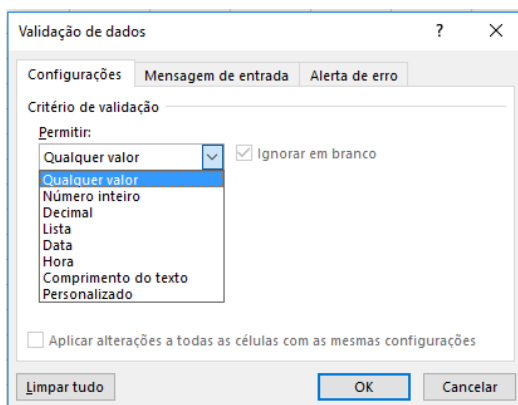 Validação de dados ? X
Configurações Mensagem de entrada Alerta de erro
Critério de validação
Permitir:
Qualquer valor Ignorar em branco
Qualquer valor
Número inteiro
Decimal
Lista
Data
Hora
Comprimento do texto
Personalizado
Aplicar alterações a todas as células com as mesmas configurações
Limpar tudo OK Cancelar